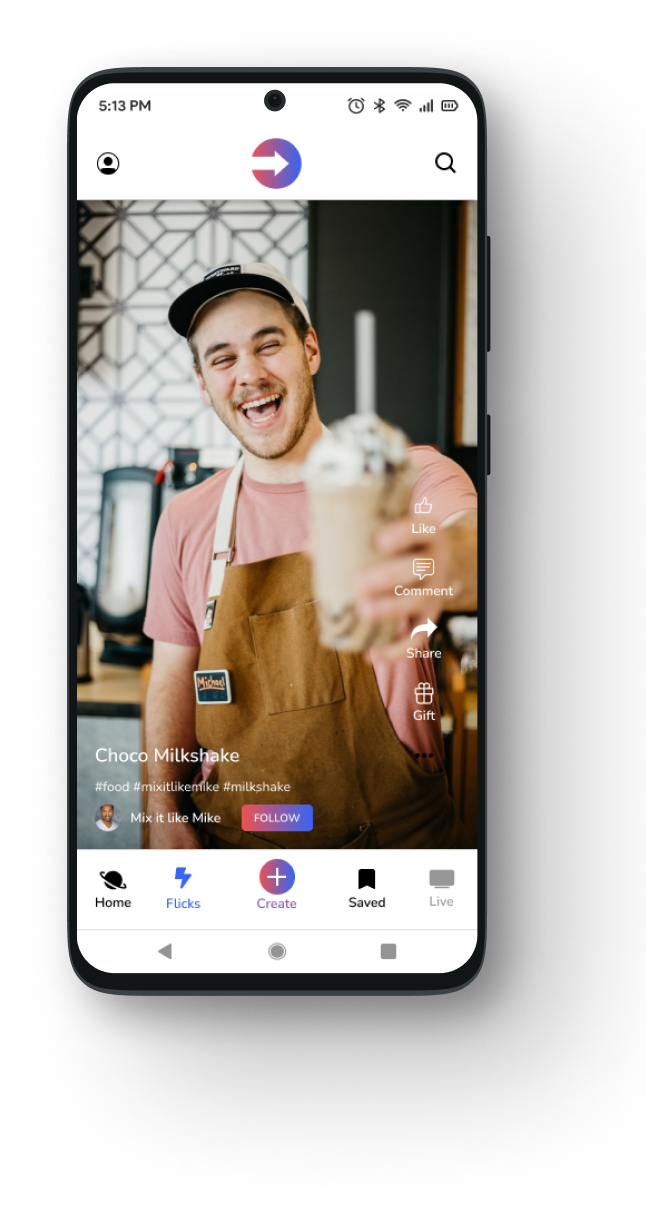 5:13 PM
Michael
Like
Comment
Share
Gift
Choco Milkshake
#food #mixitlikemike #milkshake
Mix it like Mike
FOLLOW
Home
Flicks
Create
Saved
Live